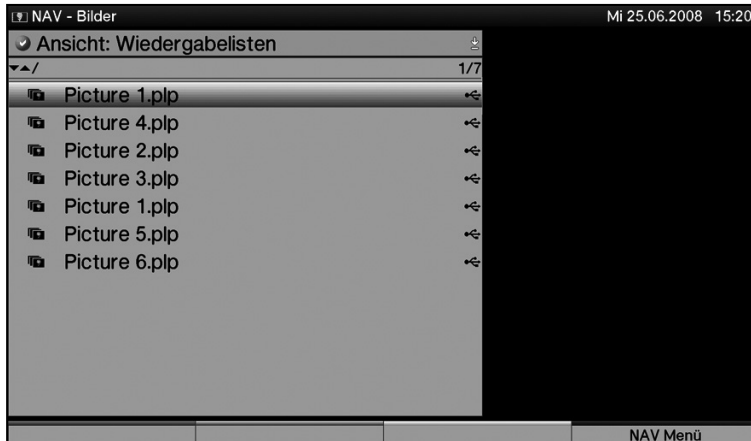 NAV - Bilder Mi 25.06.2008 15:20
Ansicht: Wiedergabelisten
/ 1/7
Picture 1.plp
Picture 4.plp
Picture 2.plp
Picture 3.plp
Picture 1.plp
Picture 5.plp
Picture 6.plp
NAV Menü